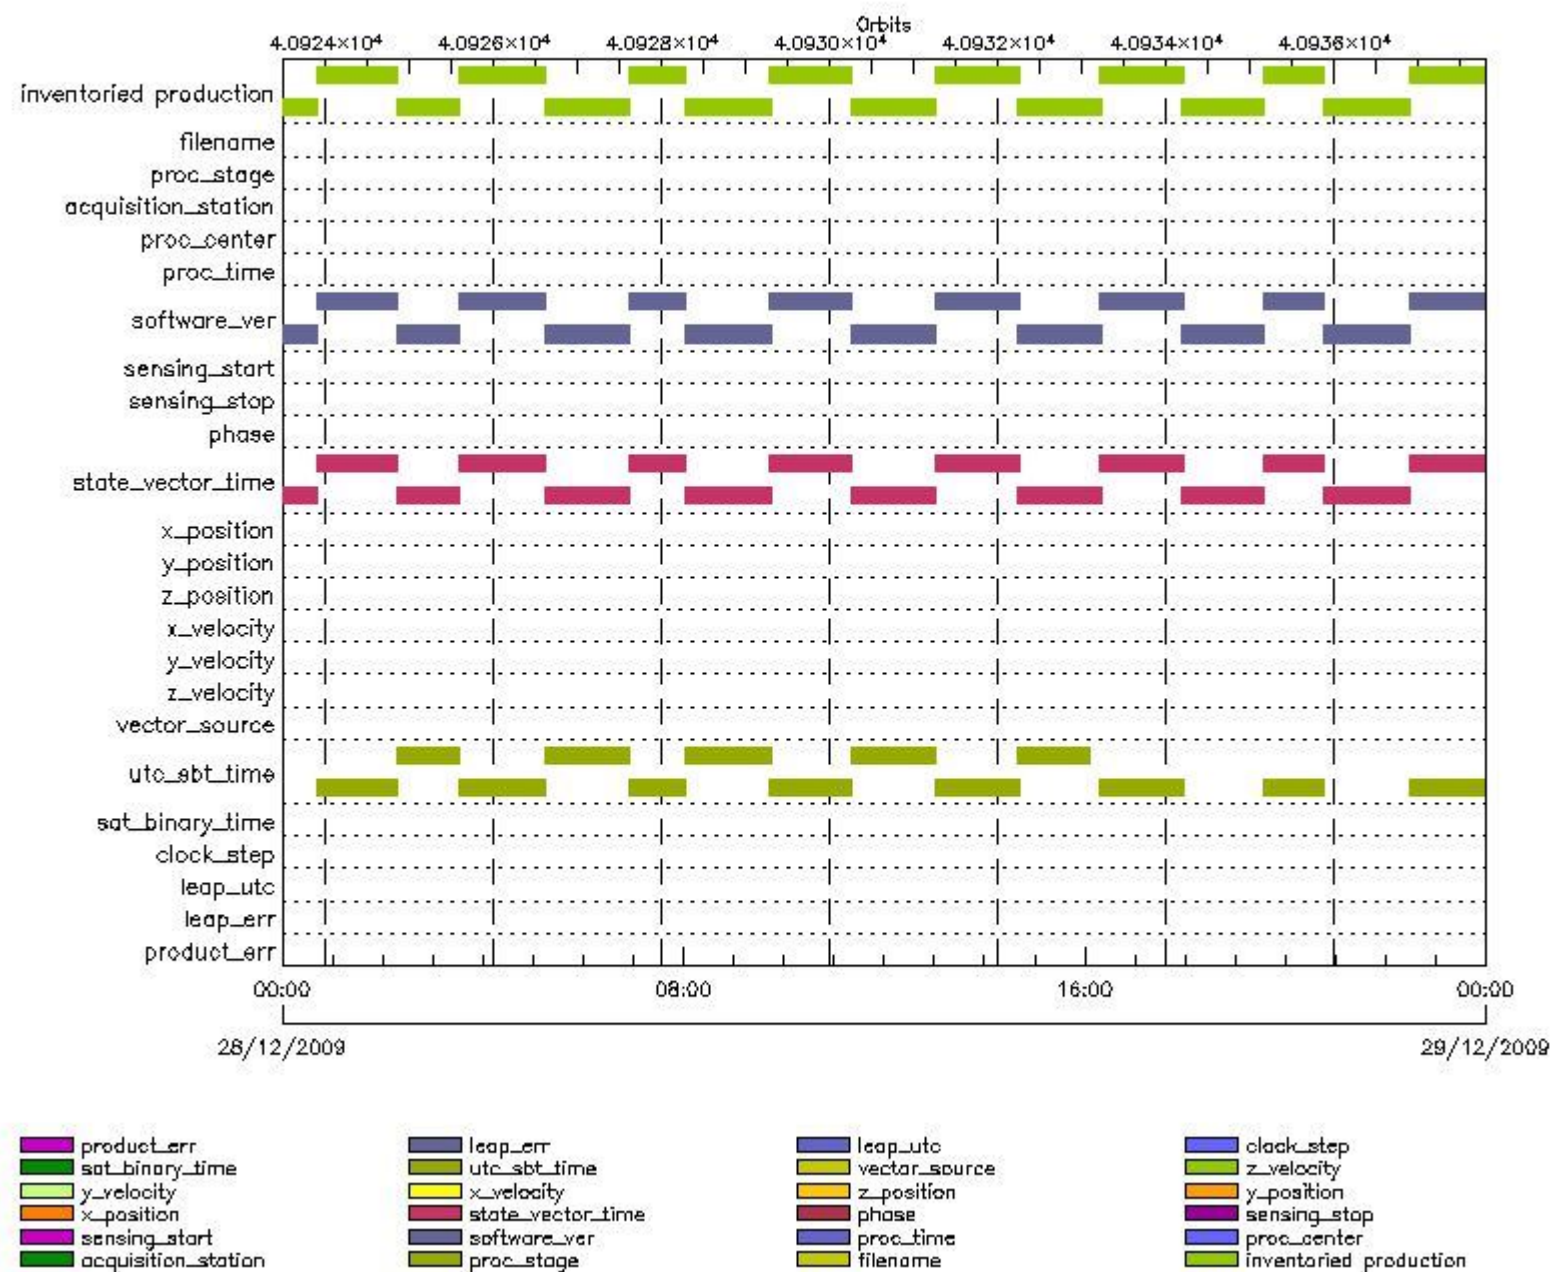 Orbits
4.0924×10⁴ 4.0926×10⁴ 4.0928×10⁴ 4.0930×10⁴ 4.0932×10⁴ 4.0934×10⁴ 4.0936×10⁴
inventoried production
filename
proc_stage
acquisition_station
proc_center
proc_time
software_ver
sensing_start
sensing_stop
phase
state_vector_time
x_position
y_position
z_position
x_velocity
y_velocity
z_velocity
vector_source
utc_sbt_time
sat_binary_time
clock_step
leap_utc
leap_err
product_err
00:00 08:00 16:00 00:00
28/12/2009 29/12/2009
product_err leap_err leap_utc clock_step
sat_binary_time utc_sbt_time vector_source z_velocity
y_velocity x_velocity z_position y_position
x_position state_vector_time phase sensing_stop
sensing_start software_ver proc_time proc_center
acquisition_station proc_stage filename inventoried production